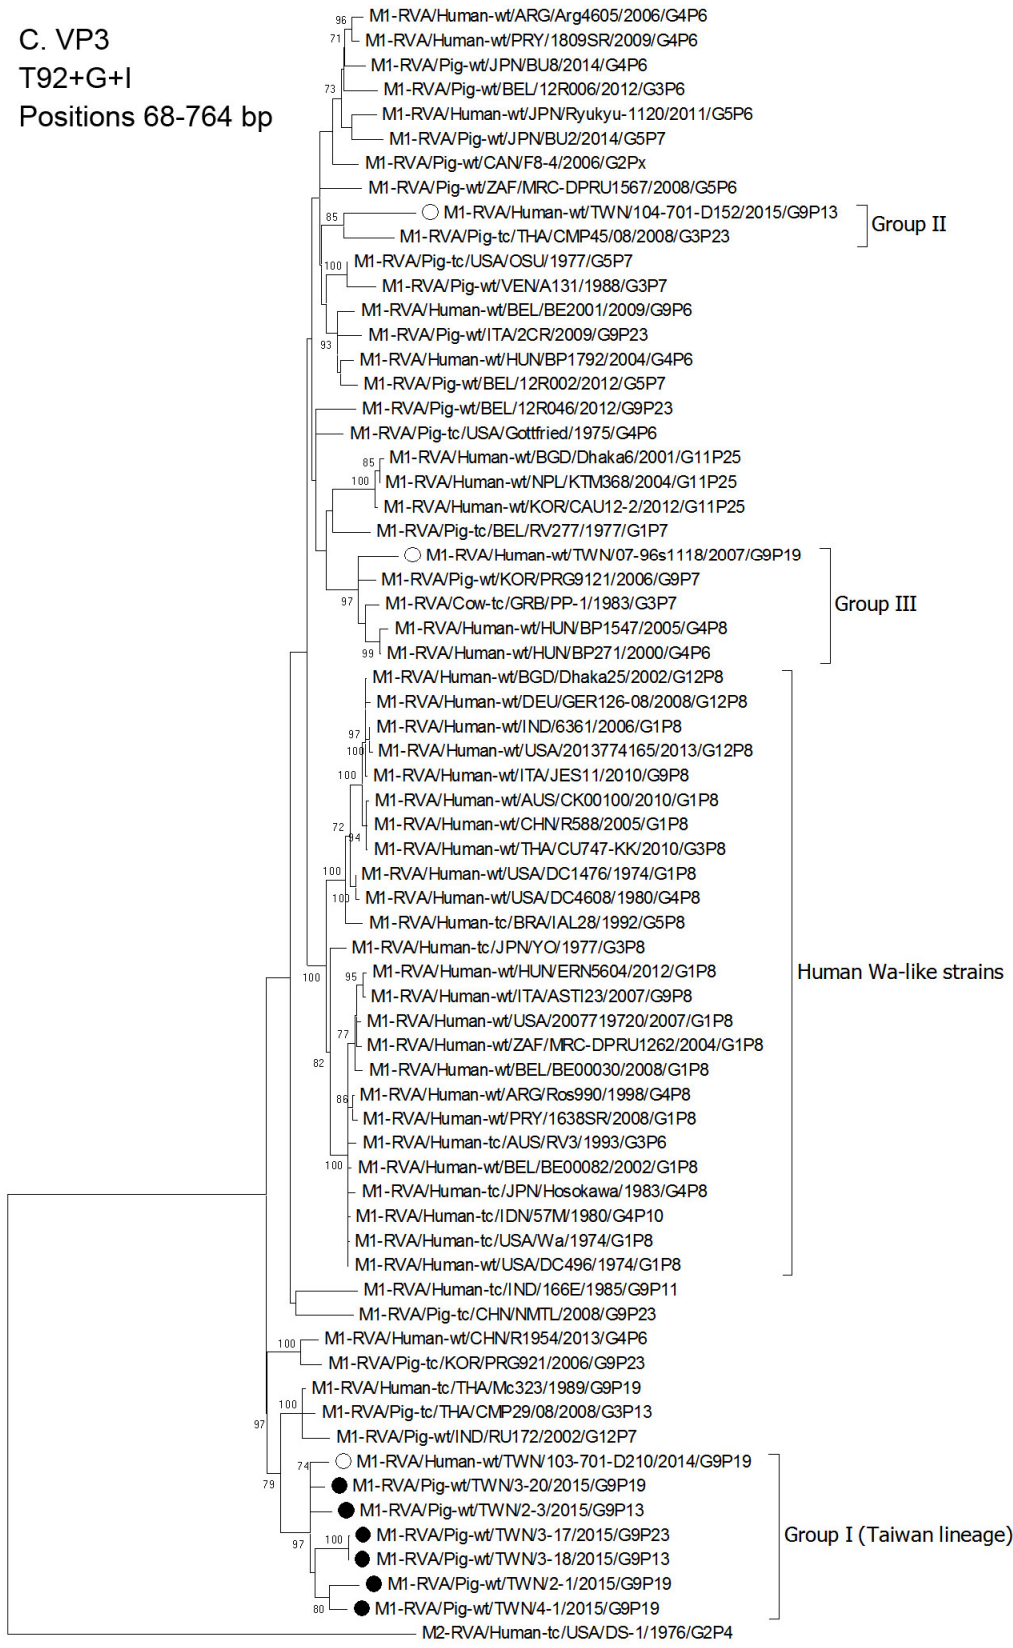 C. VP3
T92+G+I
Positions 68-764 bp
96
M1-RVA/Human-wt/ARG/Arg4605/2006/G4P6
71
M1-RVA/Human-wt/PRY/1809SR/2009/G4P6
M1-RVA/Pig-wt/JPN/BU8/2014/G4P6
73
M1-RVA/Pig-wt/BEL/12R006/2012/G3P6
M1-RVA/Human-wt/JPN/Ryukyu-1120/2011/G5P6
M1-RVA/Pig-wt/JPN/BU2/2014/G5P7
M1-RVA/Pig-wt/CAN/F8-4/2006/G2Px
M1-RVA/Pig-wt/ZAF/MRC-DPRU1567/2008/G5P6
85
M1-RVA/Human-wt/TWN/104-701-D152/2015/G9P13
Group II
M1-RVA/Pig-tc/THA/CMP45/08/2008/G3P23
100
M1-RVA/Pig-tc/USA/OSU/1977/G5P7
M1-RVA/Pig-wt/VEN/A131/1988/G3P7
M1-RVA/Human-wt/BEL/BE2001/2009/G9P6
M1-RVA/Pig-wt/ITA/2CR/2009/G9P23
93
M1-RVA/Human-wt/HUN/BP1792/2004/G4P6
M1-RVA/Pig-wt/BEL/12R002/2012/G5P7
M1-RVA/Pig-wt/BEL/12R046/2012/G9P23
M1-RVA/Pig-tc/USA/Gottfried/1975/G4P6
85
M1-RVA/Human-wt/BGD/Dhaka6/2001/G11P25
100
M1-RVA/Human-wt/NPL/KTM368/2004/G11P25
M1-RVA/Human-wt/KOR/CAU12-2/2012/G11P25
M1-RVA/Pig-tc/BEL/RV277/1977/G1P7
M1-RVA/Human-wt/TWN/07-96s1118/2007/G9P19
M1-RVA/Pig-wt/KOR/PRG9121/2006/G9P7
97
M1-RVA/Cow-tc/GRB/PP-1/1983/G3P7
Group III
M1-RVA/Human-wt/HUN/BP1547/2005/G4P8
99
M1-RVA/Human-wt/HUN/BP271/2000/G4P6
M1-RVA/Human-wt/BGD/Dhaka25/2002/G12P8
M1-RVA/Human-wt/DEU/GER126-08/2008/G12P8
97
M1-RVA/Human-wt/IND/6361/2006/G1P8
100
M1-RVA/Human-wt/USA/2013774165/2013/G12P8
100
M1-RVA/Human-wt/ITA/JES11/2010/G9P8
M1-RVA/Human-wt/AUS/CK00100/2010/G1P8
72
M1-RVA/Human-wt/CHN/R588/2005/G1P8
94
M1-RVA/Human-wt/THA/CU747-KK/2010/G3P8
100
M1-RVA/Human-wt/USA/DC1476/1974/G1P8
100
M1-RVA/Human-wt/USA/DC4608/1980/G4P8
M1-RVA/Human-tc/BRA/IAL28/1992/G5P8
M1-RVA/Human-tc/JPN/YO/1977/G3P8
100
95
M1-RVA/Human-wt/HUN/ERN5604/2012/G1P8
Human Wa-like strains
M1-RVA/Human-wt/ITA/ASTI23/2007/G9P8
M1-RVA/Human-wt/USA/2007719720/2007/G1P8
77
M1-RVA/Human-wt/ZAF/MRC-DPRU1262/2004/G1P8
82
M1-RVA/Human-wt/BEL/BE00030/2008/G1P8
86
M1-RVA/Human-wt/ARG/Ros990/1998/G4P8
M1-RVA/Human-wt/PRY/1638SR/2008/G1P8
M1-RVA/Human-tc/AUS/RV3/1993/G3P6
100
M1-RVA/Human-wt/BEL/BE00082/2002/G1P8
M1-RVA/Human-tc/JPN/Hosokawa/1983/G4P8
M1-RVA/Human-tc/IDN/57M/1980/G4P10
M1-RVA/Human-tc/USA/Wa/1974/G1P8
M1-RVA/Human-wt/USA/DC496/1974/G1P8
M1-RVA/Human-tc/IND/166E/1985/G9P11
M1-RVA/Pig-tc/CHN/NMTL/2008/G9P23
100
M1-RVA/Human-wt/CHN/R1954/2013/G4P6
M1-RVA/Pig-tc/KOR/PRG921/2006/G9P23
M1-RVA/Human-tc/THA/Mc323/1989/G9P19
100
M1-RVA/Pig-tc/THA/CMP29/08/2008/G3P13
97
M1-RVA/Pig-wt/IND/RU172/2002/G12P7
74
M1-RVA/Human-wt/TWN/103-701-D210/2014/G9P19
79
M1-RVA/Pig-wt/TWN/3-20/2015/G9P19
M1-RVA/Pig-wt/TWN/2-3/2015/G9P13
97
100
M1-RVA/Pig-wt/TWN/3-17/2015/G9P23
Group I (Taiwan lineage)
M1-RVA/Pig-wt/TWN/3-18/2015/G9P13
M1-RVA/Pig-wt/TWN/2-1/2015/G9P19
80
M1-RVA/Pig-wt/TWN/4-1/2015/G9P19
M2-RVA/Human-tc/USA/DS-1/1976/G2P4